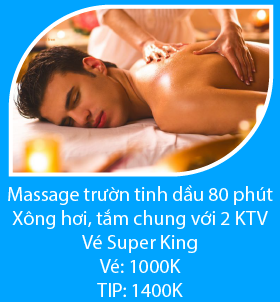 Massage trườn tinh dầu 80 phút
Xông hơi, tắm chung với 2 KTV
Vé Super King
Vé: 1000K
TIP: 1400K